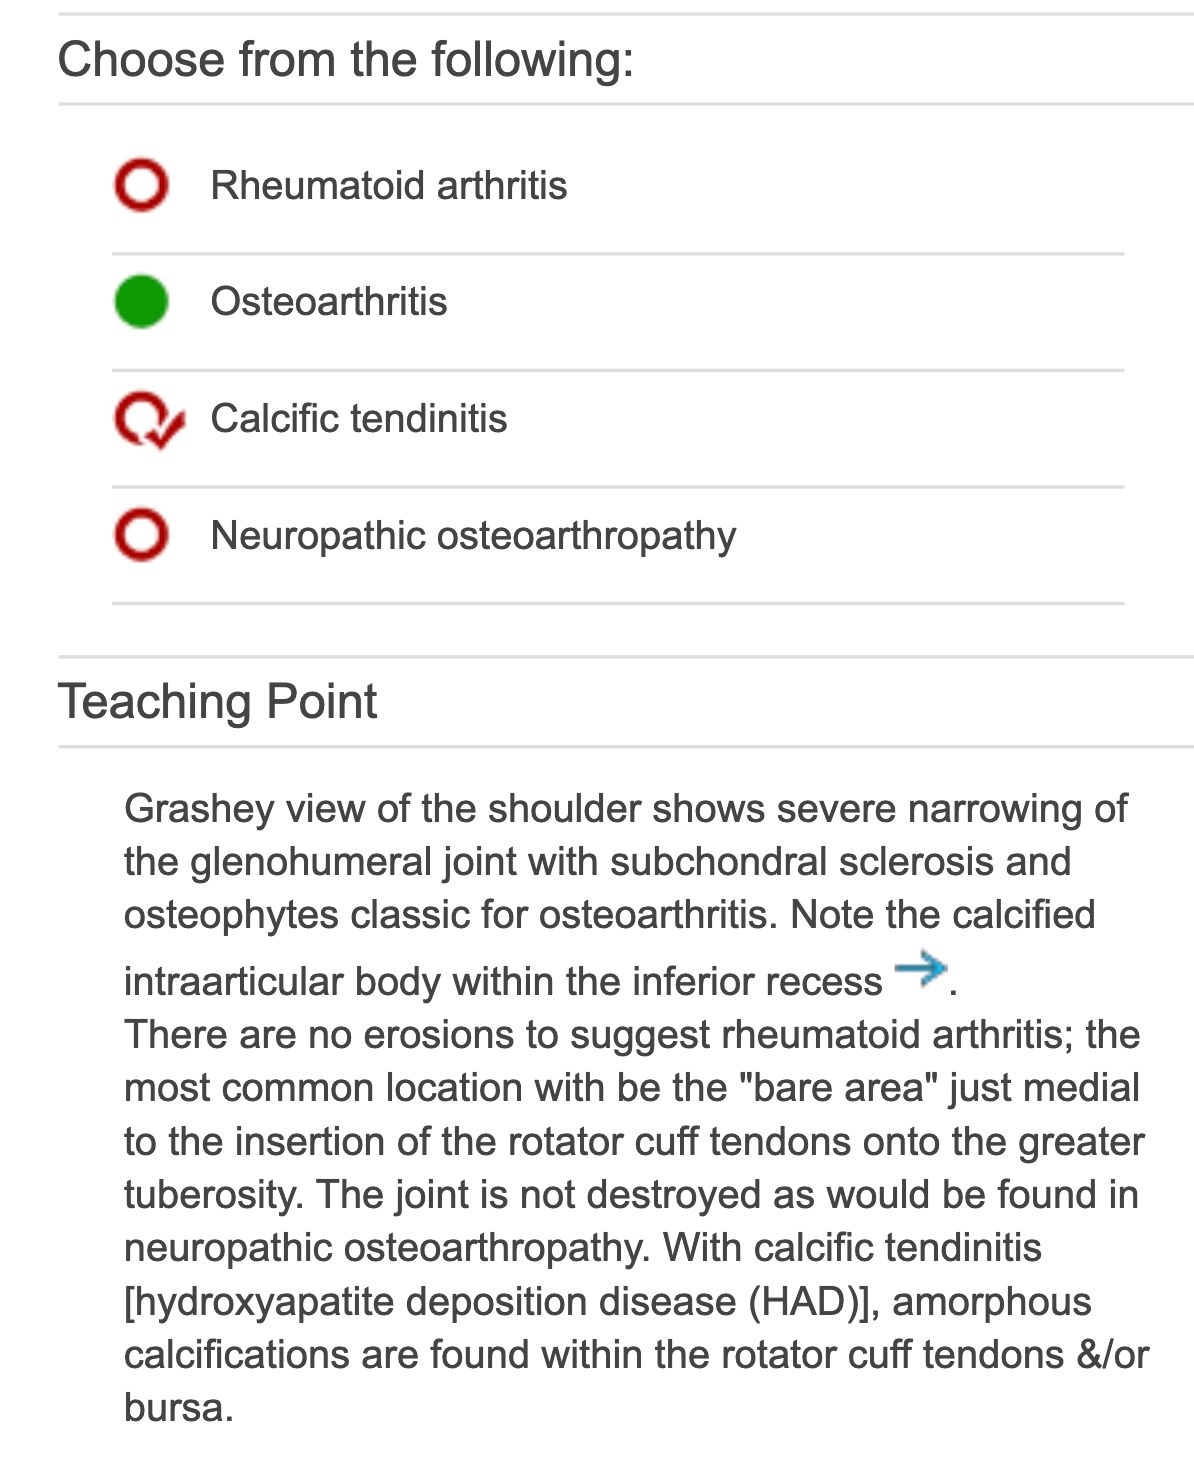 Choose from the following:
Rheumatoid arthritis
Osteoarthritis
Calcific tendinitis
Neuropathic osteoarthropathy
Teaching Point
Grashey view of the shoulder shows severe narrowing of
the glenohumeral joint with subchondral sclerosis and
osteophytes classic for osteoarthritis. Note the calcified
intraarticular body within the inferior recess →.
There are no erosions to suggest rheumatoid arthritis; the
most common location with be the "bare area" just medial
to the insertion of the rotator cuff tendons onto the greater
tuberosity. The joint is not destroyed as would be found in
neuropathic osteoarthropathy. With calcific tendinitis
[hydroxyapatite deposition disease (HAD)], amorphous
calcifications are found within the rotator cuff tendons &/or
bursa.